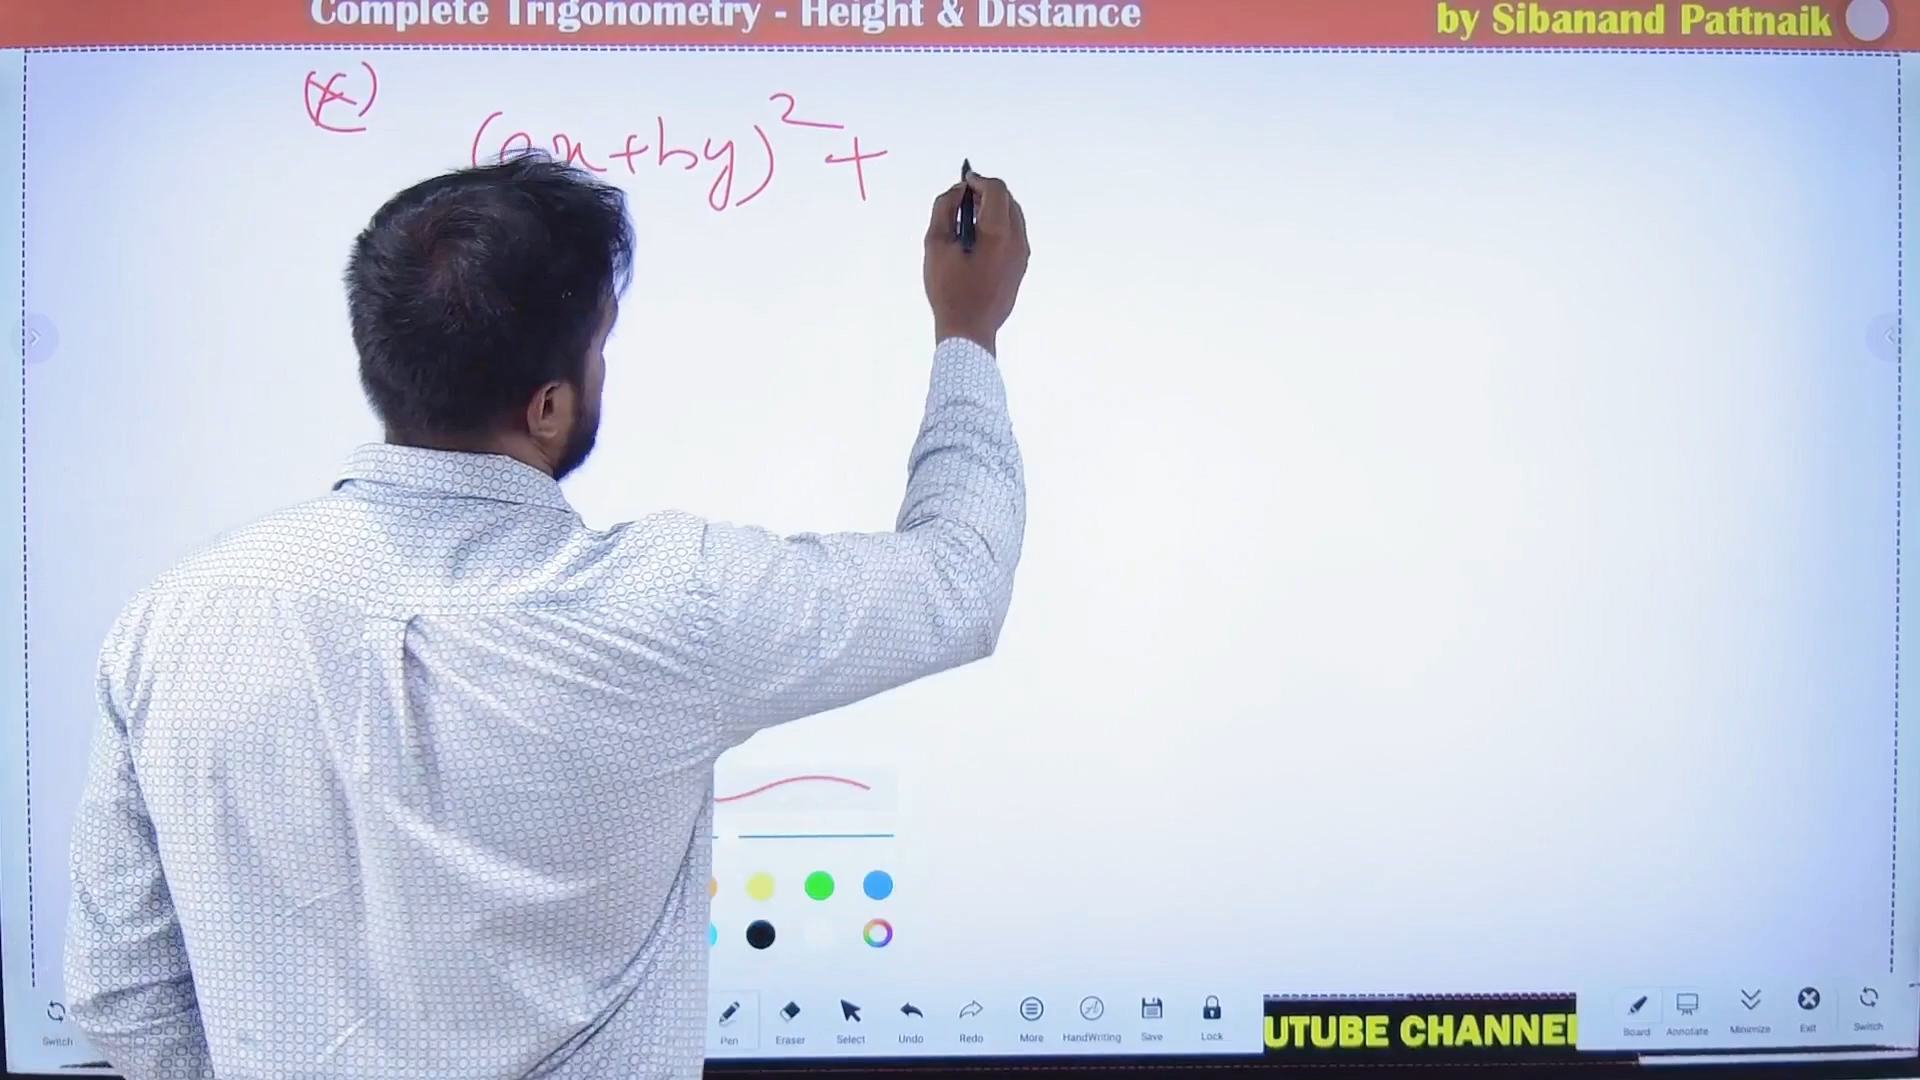 Complete Trigonometry - Height & Distance
by Sibanand Pattnaik
(ax+by)² +
Switch
Pen
Eraser
Select
Undo
Redo
More
HandWriting
Save
Lock
UTUBE CHANNEL
Board
Annotate
Minimize
Exit
Switch